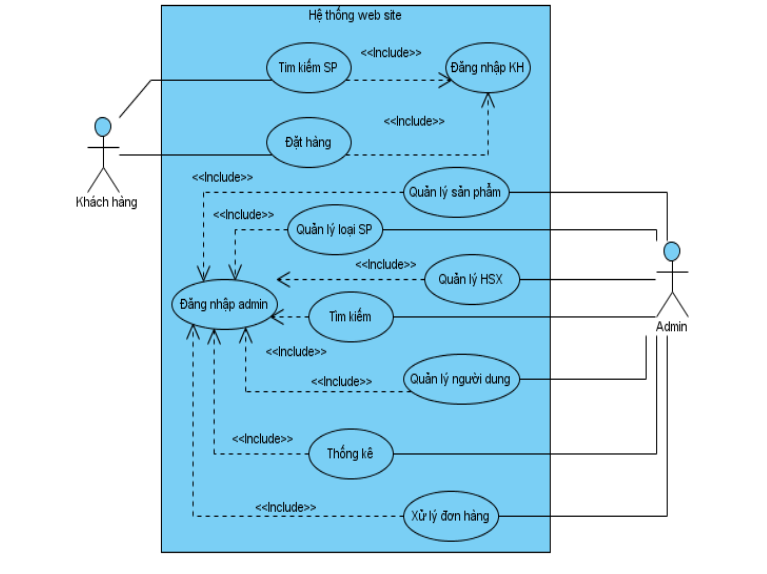 Hệ thống web site
<<Include>>
Tìm kiếm SP
Đăng nhập KH
<<Include>>
Đặt hàng
<<Include>>
Quản lý sản phẩm
Khách hàng
<<Include>>
Quản lý loại SP
<<Include>>
Quản lý HSX
Đăng nhập admin
Tìm kiếm
Admin
<<Include>>
Quản lý người dung
<<Include>>
<<Include>>
Thống kê
<<Include>>
Xử lý đơn hàng